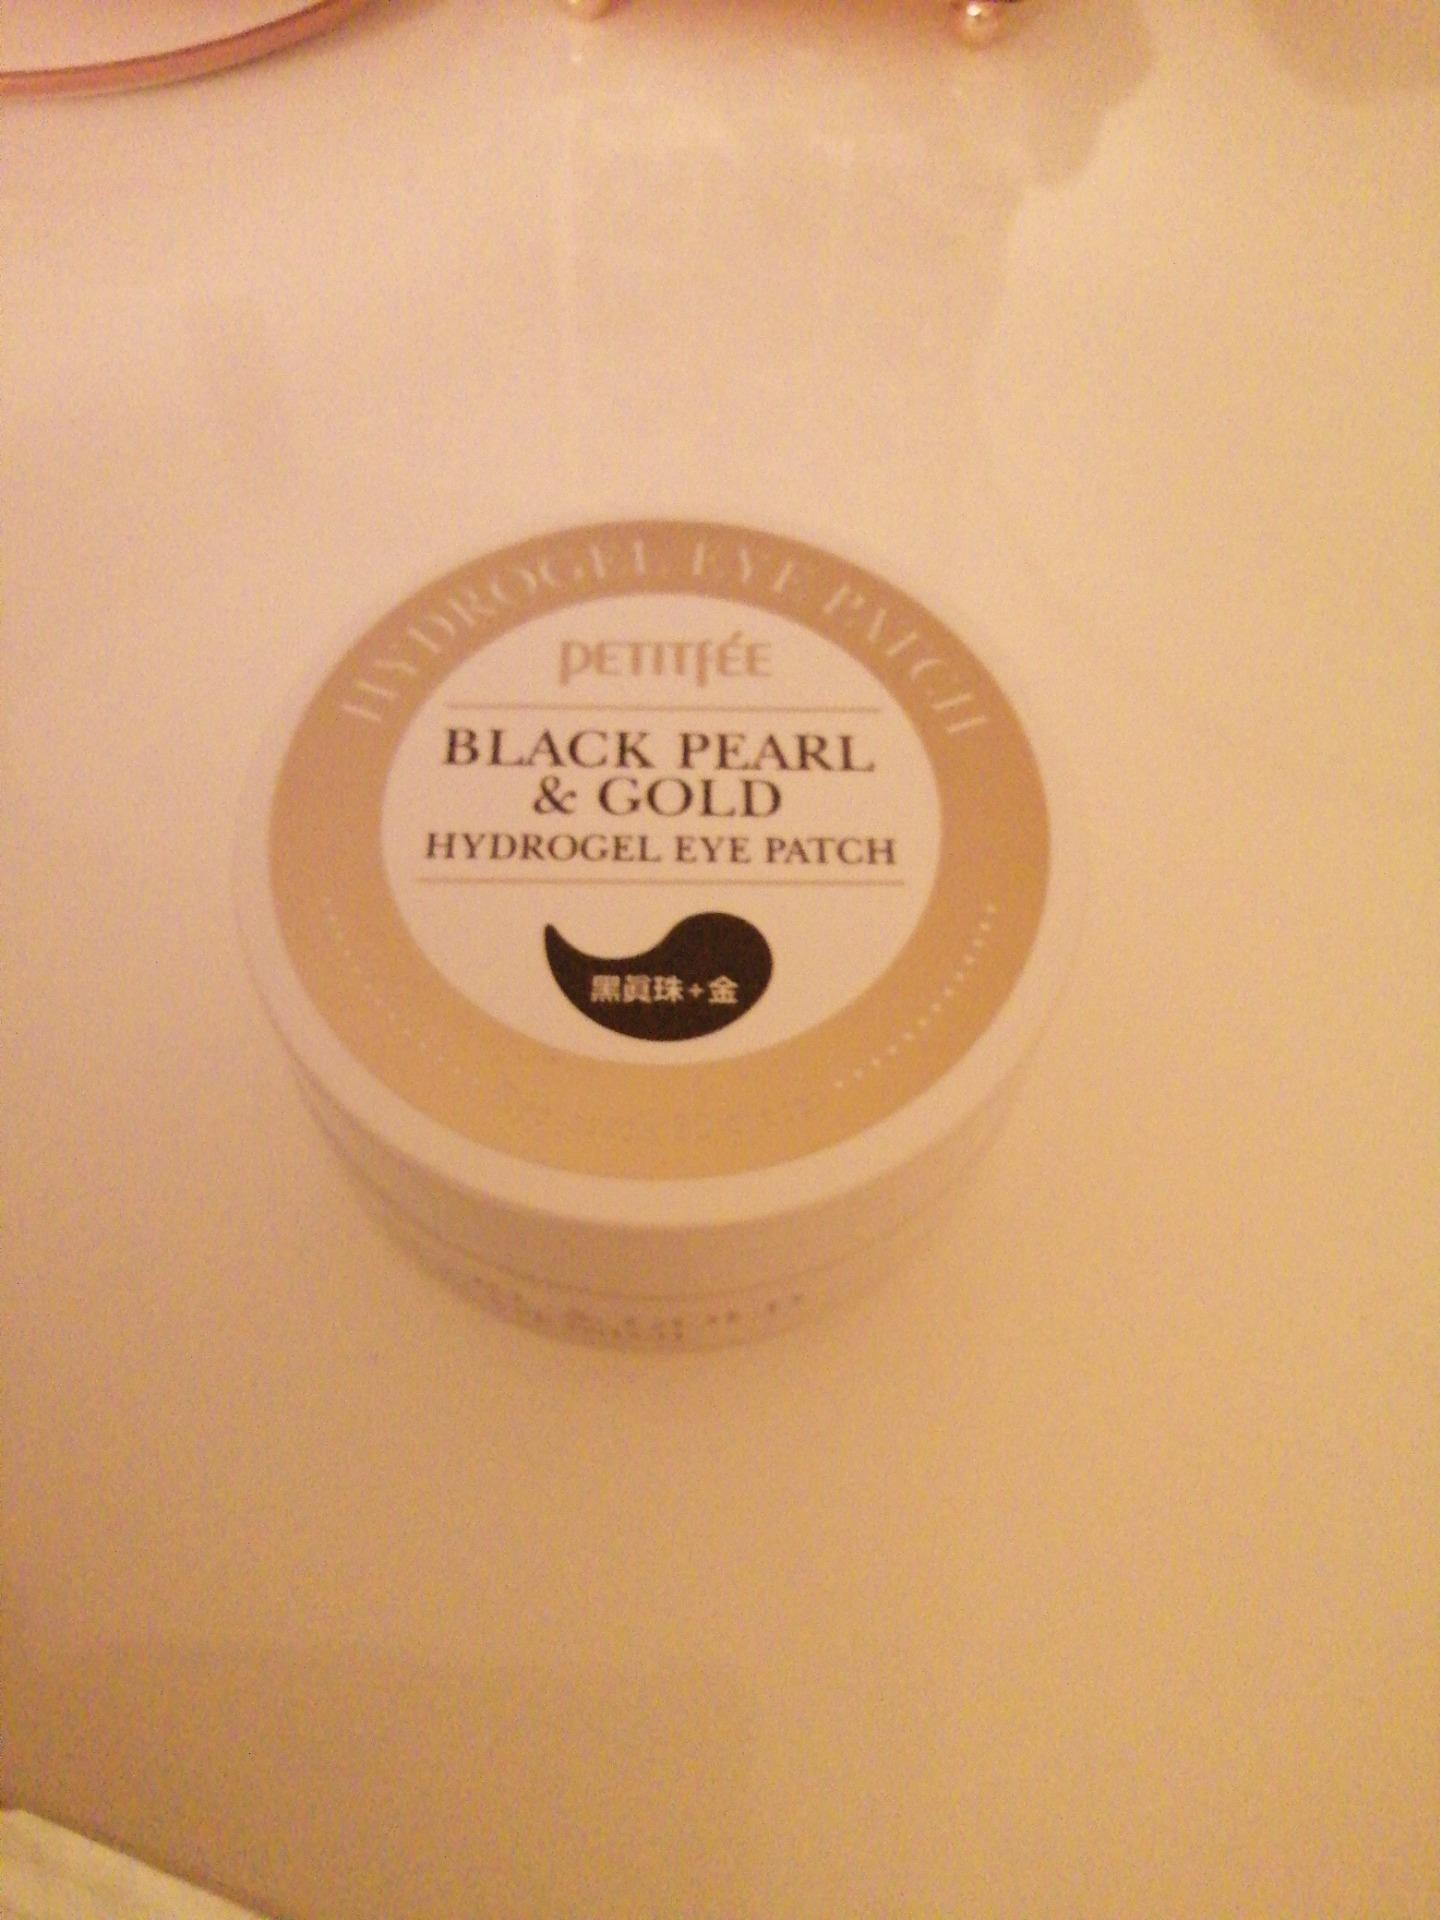 HYDROGEL EYE PATCH
PETITFÉE
BLACK PEARL
& GOLD
HYDROGEL EYE PATCH
黑眞珠+金